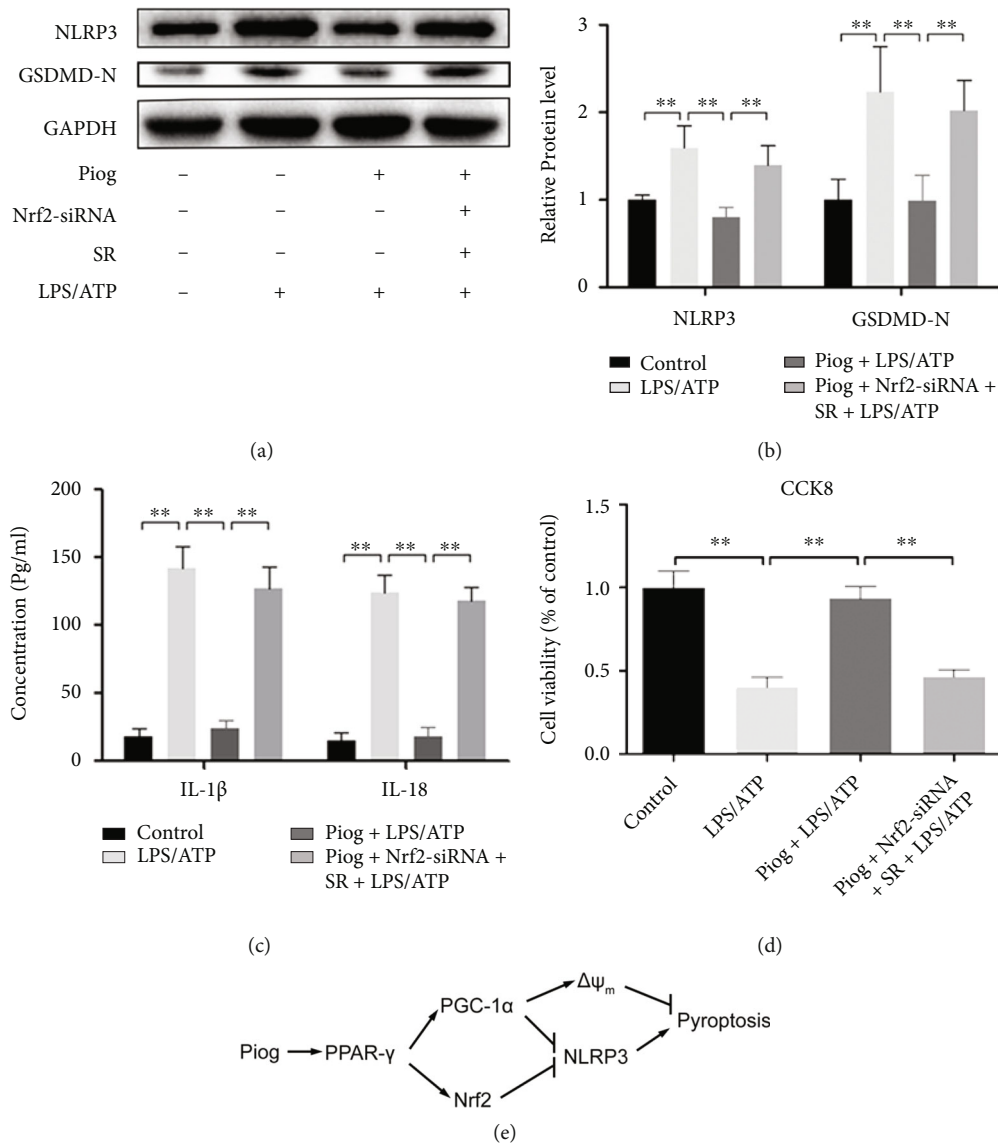 NLRP3
GSDMD-N
GAPDH
Piog – – + +
Nrf2-siRNA – – – +
SR – – – +
LPS/ATP – + + +
(a)
3
2
1
0
Relative Protein level
** ** **
** ** **
NLRP3 GSDMD-N
Control
LPS/ATP
Piog + LPS/ATP
Piog + Nrf2-siRNA +
SR + LPS/ATP
(b)
200
150
100
50
0
Concentration (Pg/ml)
** ** **
** ** **
IL-1β IL-18
Control
LPS/ATP
Piog + LPS/ATP
Piog + Nrf2-siRNA +
SR + LPS/ATP
(c)
CCK8
1.5
1.0
0.5
0.0
Cell viability (% of control)
** ** **
Control
LPS/ATP
Piog + LPS/ATP
Piog + Nrf2-siRNA
+ SR + LPS/ATP
(d)
Piog
PPAR-γ
PGC-1α
Nrf2
Δψm
NLRP3
Pyroptosis
(e)